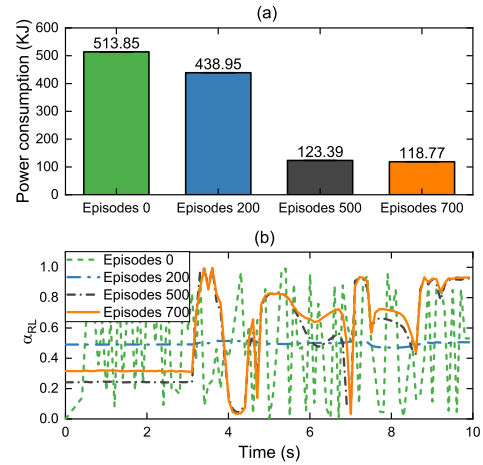 (a)
Power consumption (KJ)
600
500
400
300
200
100
0
513.85
438.95
123.39
118.77
Episodes 0
Episodes 200
Episodes 500
Episodes 700
(b)
αRL
1.0
0.8
0.6
0.4
0.2
0.0
Episodes 0
Episodes 200
Episodes 500
Episodes 700
0
2
4
6
8
10
Time (s)